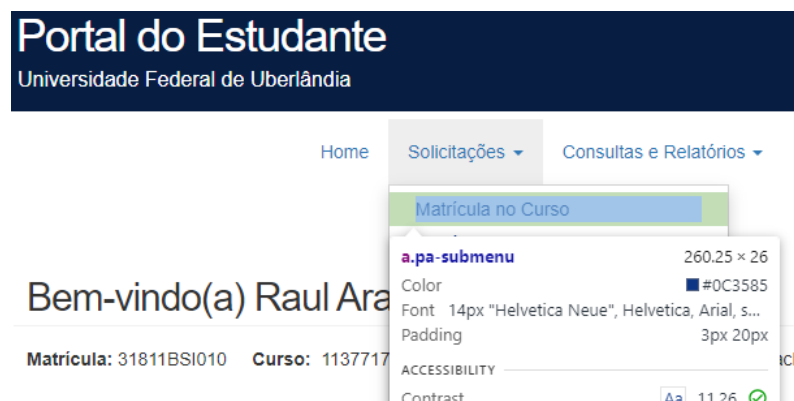 Portal do Estudante
Universidade Federal de Uberlândia
Home Solicitações Consultas e Relatórios
Matrícula no Curso
a.pa-submenu 260.25 × 26
Color #0C3585
Font 14px "Helvetica Neue", Helvetica, Arial, s...
Padding 3px 20px
ACCESSIBILITY
Contrast Aa 11.26
Bem-vindo(a) Raul Ara
Matrícula: 31811BSI010 Curso: 1137717